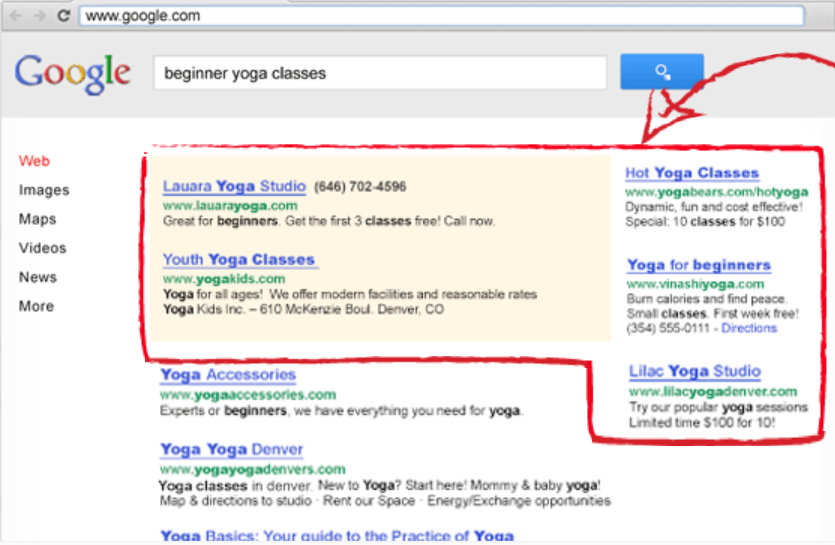 www.google.com
Google
beginner yoga classes
Web
Images
Maps
Videos
News
More
Lauara Yoga Studio (646) 702-4596
www.lauarayoga.com
Great for beginners. Get the first 3 classes free! Call now.
Youth Yoga Classes
www.yogakids.com
Yoga for all ages! We offer modern facilities and reasonable rates
Yoga Kids Inc. – 610 McKenzie Boul. Denver, CO
Hot Yoga Classes
www.yogabears.com/hotyoga
Dynamic, fun and cost effective!
Special: 10 classes for $100
Yoga for beginners
www.vinashiyoga.com
Burn calories and find peace.
Small classes. First week free!
(354) 555-0111 - Directions
Lilac Yoga Studio
www.lilacyogadenver.com
Try our popular yoga sessions
Limited time $100 for 10!
Yoga Accessories
www.yogaaccessories.com
Experts or beginners, we have everything you need for yoga.
Yoga Yoga Denver
www.yogayogadenvers.com
Yoga classes in denver. New to Yoga? Start here! Mommy & baby yoga!
Map & directions to studio · Rent our Space · Energy/Exchange opportunities
Yoga Basics: Your guide to the Practice of Yoga